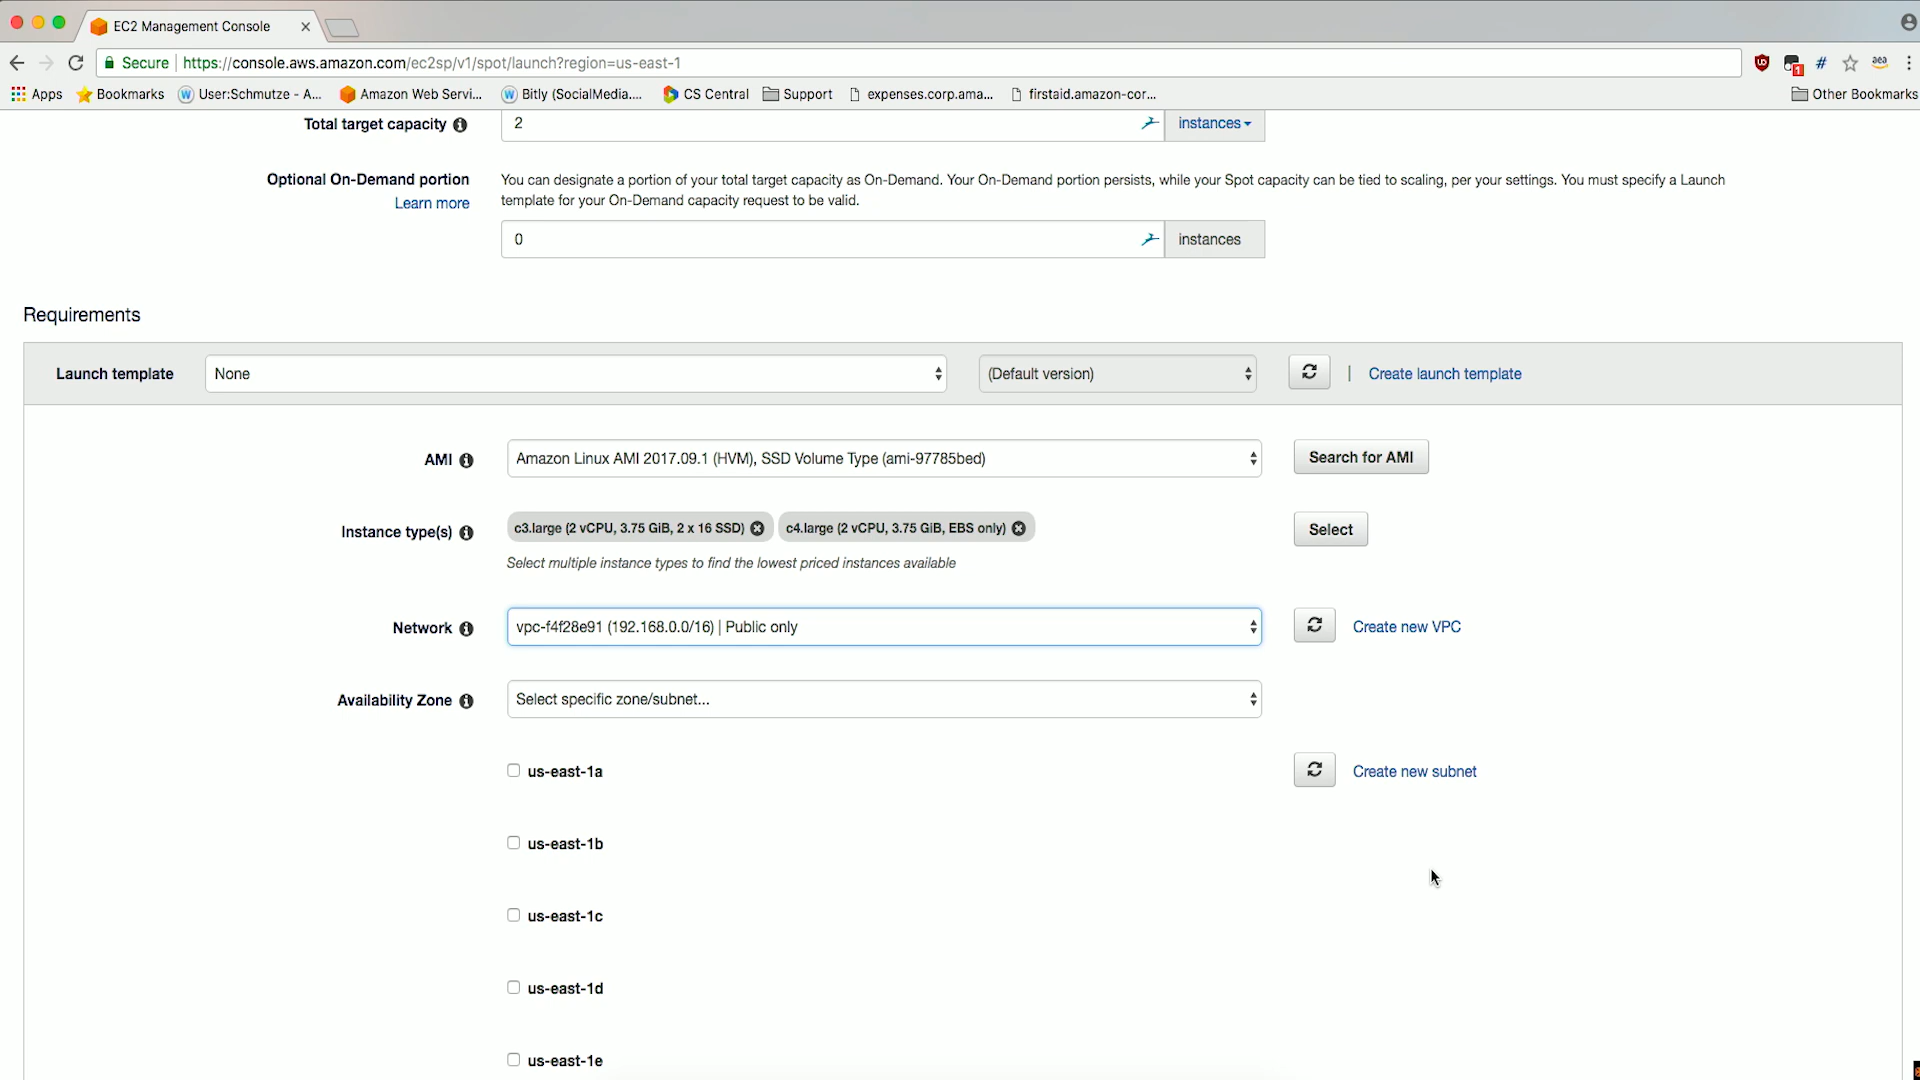 EC2 Management Console
Secure | https://console.aws.amazon.com/ec2sp/v1/spot/launch?region=us-east-1
Apps Bookmarks User:Schmutze - A... Amazon Web Servi... Bitly (SocialMedia.... CS Central Support expenses.corp.ama... firstaid.amazon-cor... Other Bookmarks
Total target capacity 2 instances
Optional On-Demand portion You can designate a portion of your total target capacity as On-Demand. Your On-Demand portion persists, while your Spot capacity can be tied to scaling, per your settings. You must specify a Launch
Learn more template for your On-Demand capacity request to be valid.
0 instances
Requirements
Launch template None (Default version) | Create launch template
AMI Amazon Linux AMI 2017.09.1 (HVM), SSD Volume Type (ami-97785bed) Search for AMI
Instance type(s) c3.large (2 vCPU, 3.75 GiB, 2 x 16 SSD) c4.large (2 vCPU, 3.75 GiB, EBS only) Select
Select multiple instance types to find the lowest priced instances available
Network vpc-f4f28e91 (192.168.0.0/16) | Public only Create new VPC
Availability Zone Select specific zone/subnet...
us-east-1a Create new subnet
us-east-1b
us-east-1c
us-east-1d
us-east-1e